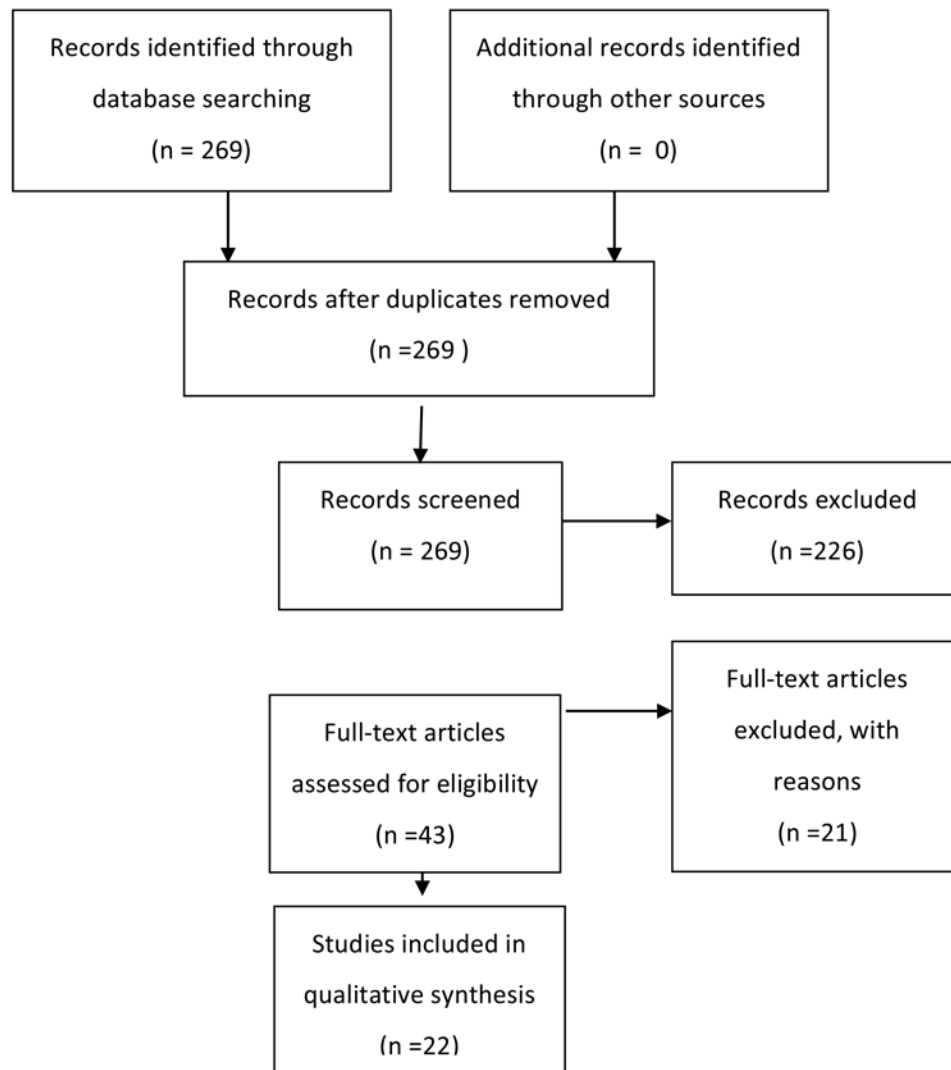 Records identified through
database searching
(n = 269)
Additional records identified
through other sources
(n =  0)
Records after duplicates removed
(n =269 )
Records screened
(n = 269)
Records excluded
(n =226)
Full-text articles
assessed for eligibility
(n =43)
Full-text articles
excluded, with
reasons
(n =21)
Studies included in
qualitative synthesis
(n =22)